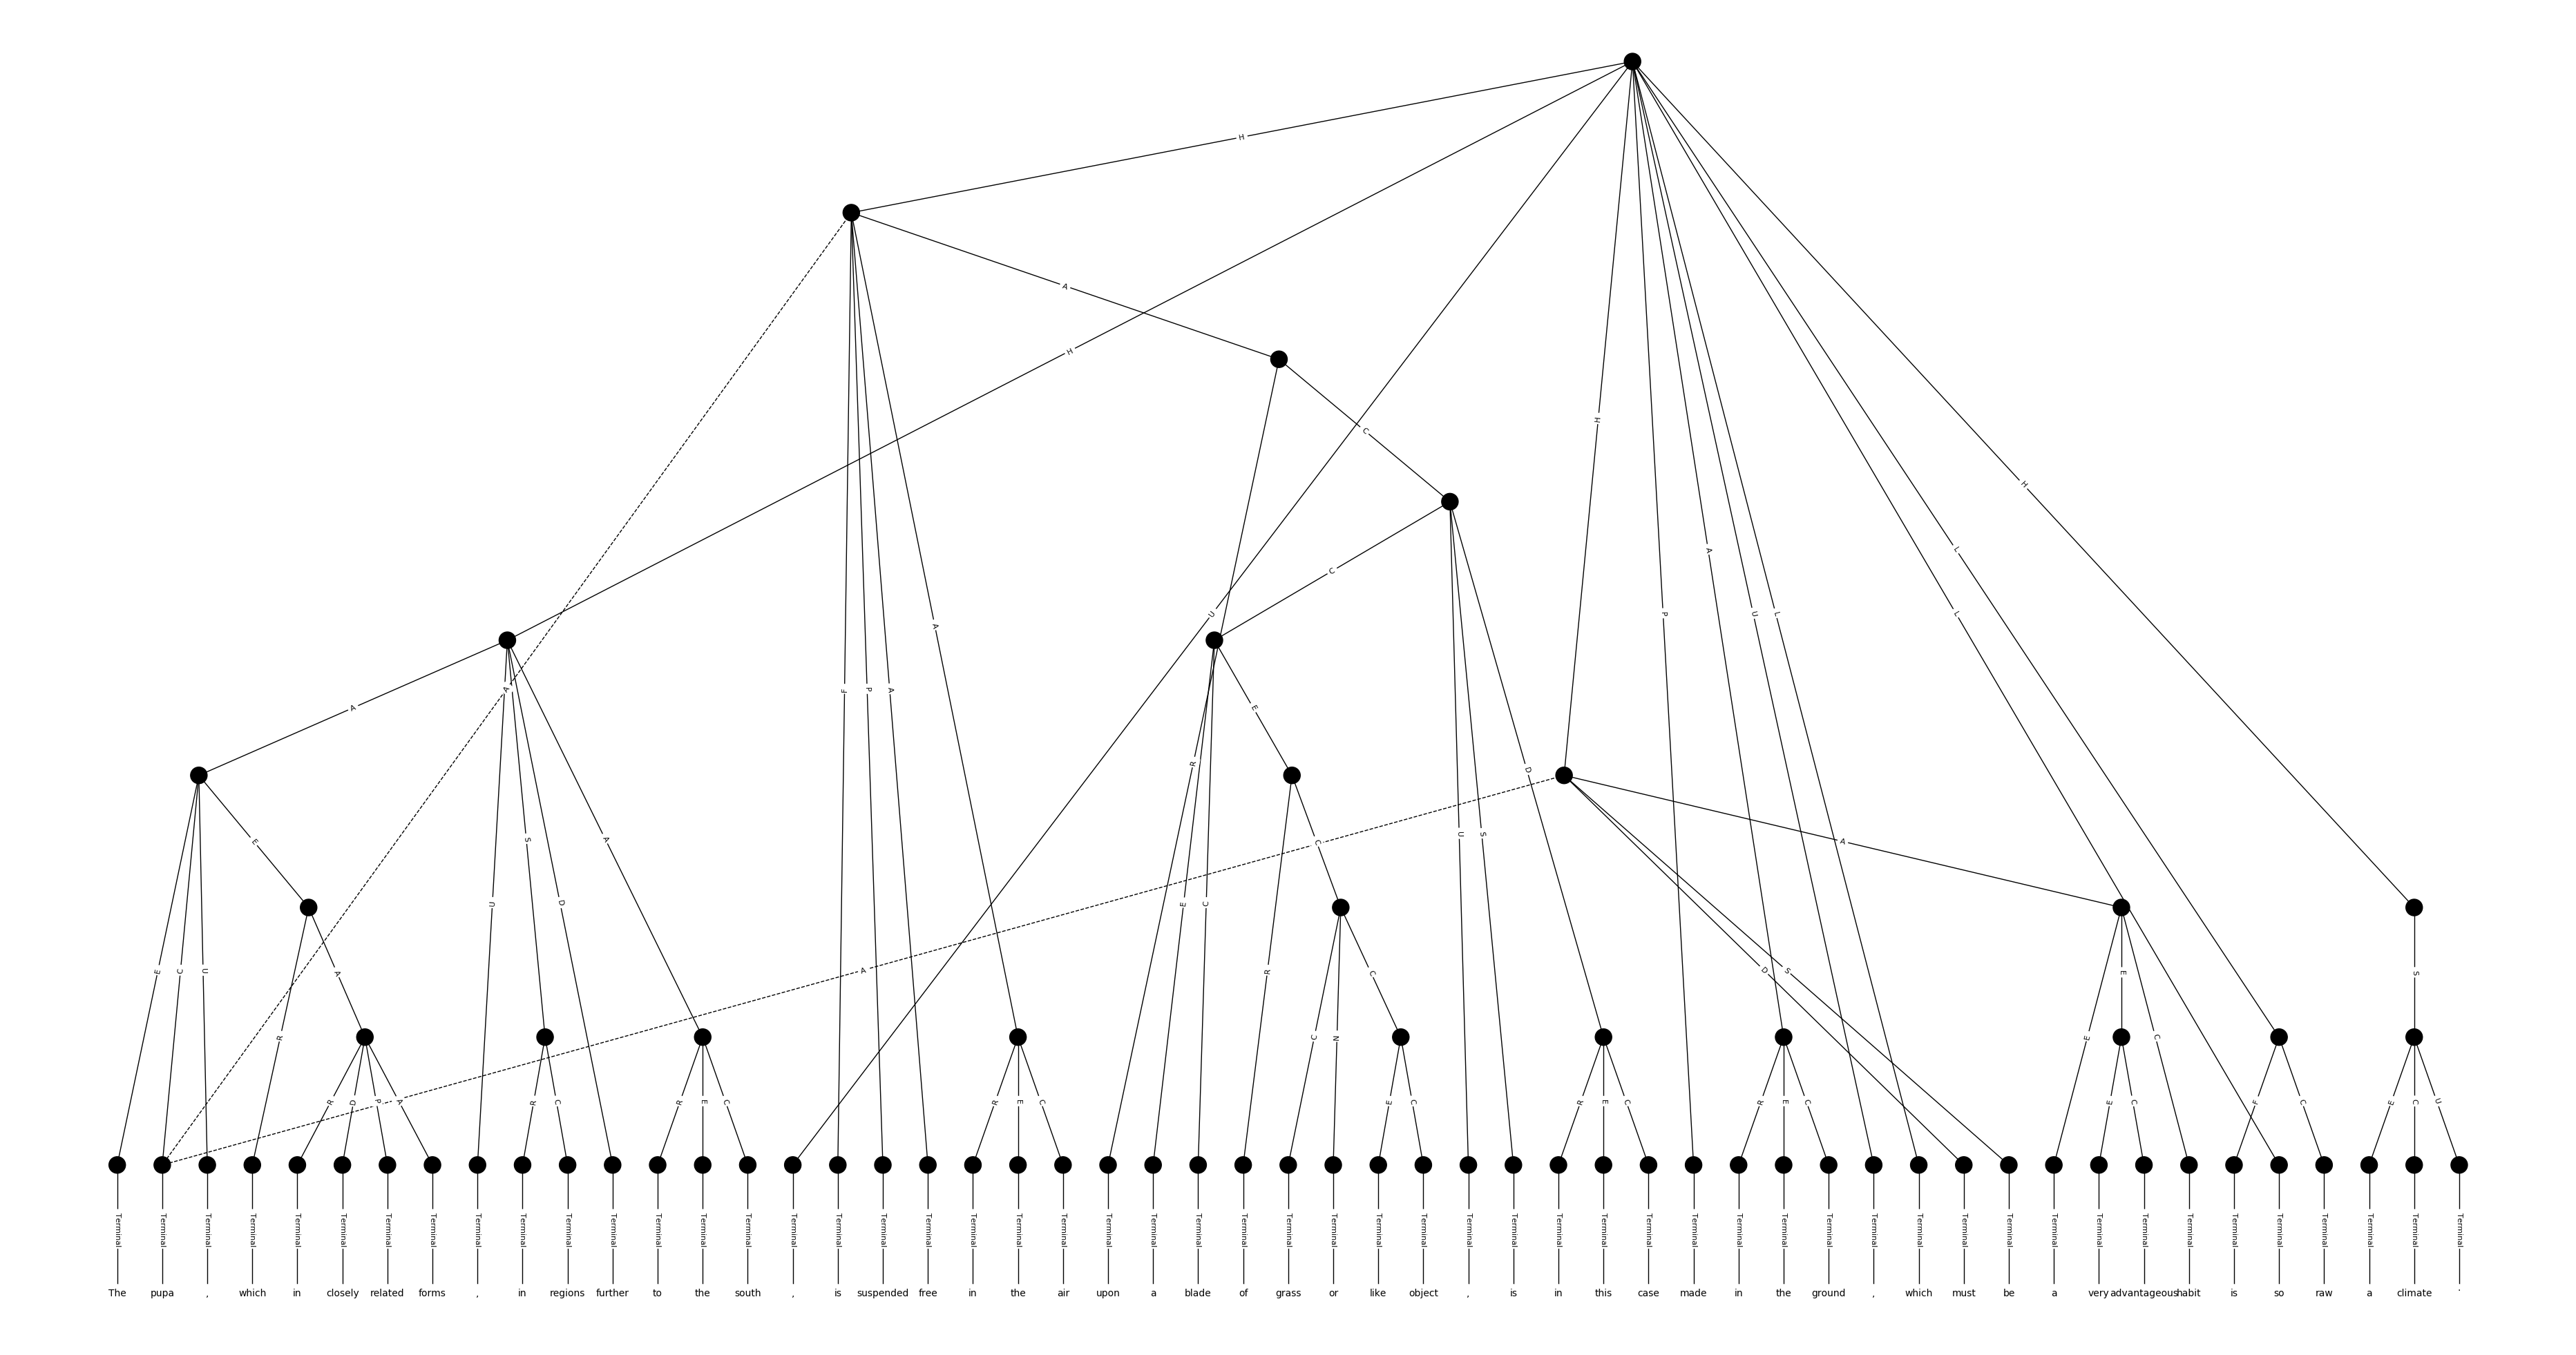 H
A
H
C
H
H
A
L
C
U
L
P
U
L
A
F
P
A
A
E
A
R
D
S
A
U
S
A
E
C
A
U
D
E
C
E
C
U
A
R
C
D
S
E
S
R
A
R
C
N
E
C
R
D
P
A
R
C
R
E
C
R
E
C
E
C
R
E
C
R
E
C
E
C
F
C
E
C
U
Terminal Terminal Terminal Terminal Terminal Terminal Terminal Terminal Terminal Terminal Terminal Terminal Terminal Terminal Terminal Terminal Terminal Terminal Terminal Terminal Terminal Terminal Terminal Terminal Terminal Terminal Terminal Terminal Terminal Terminal Terminal Terminal Terminal Terminal Terminal Terminal Terminal Terminal Terminal Terminal Terminal Terminal Terminal Terminal Terminal Terminal Terminal Terminal Terminal Terminal Terminal Terminal Terminal
The pupa , which in closely related forms , in regions further to the south , is suspended free in the air upon a blade of grass or like object , is in this case made in the ground , which must be a very advantageous habit is so raw a climate .